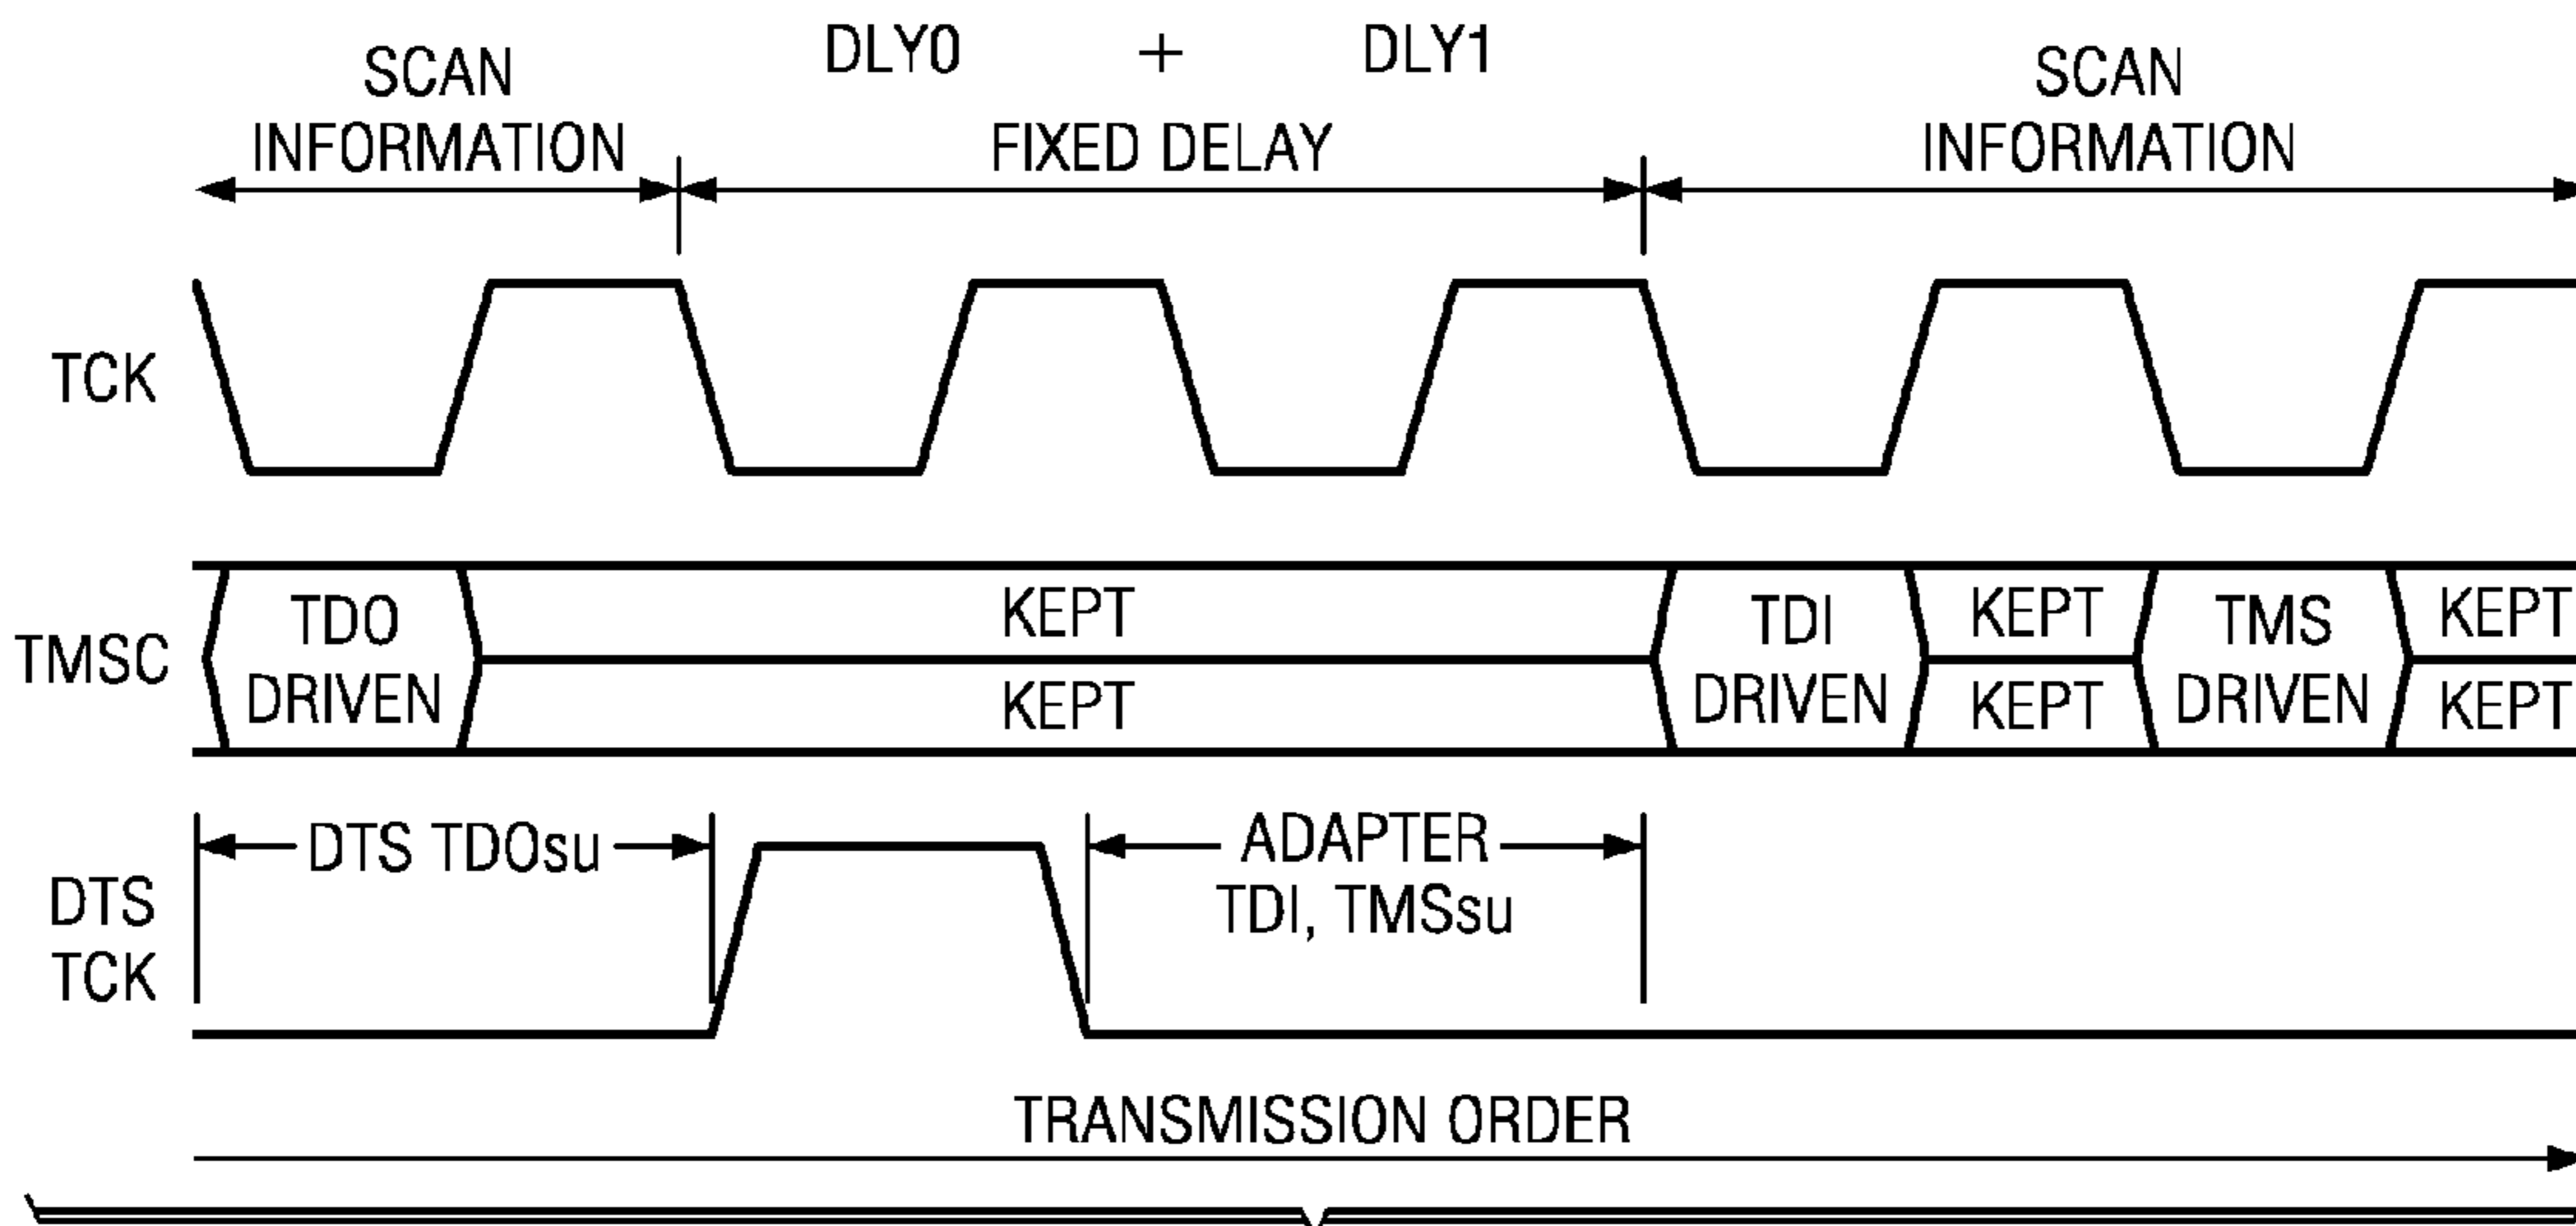 DLY0 + DLY1
SCAN
INFORMATION
FIXED DELAY
SCAN
INFORMATION
TCK
TMSC
TDO
DRIVEN
KEPT
KEPT
TDI
DRIVEN
KEPT
KEPT
TMS
DRIVEN
KEPT
KEPT
DTS
TCK
DTS TDOsu
ADAPTER
TDI, TMSsu
TRANSMISSION ORDER